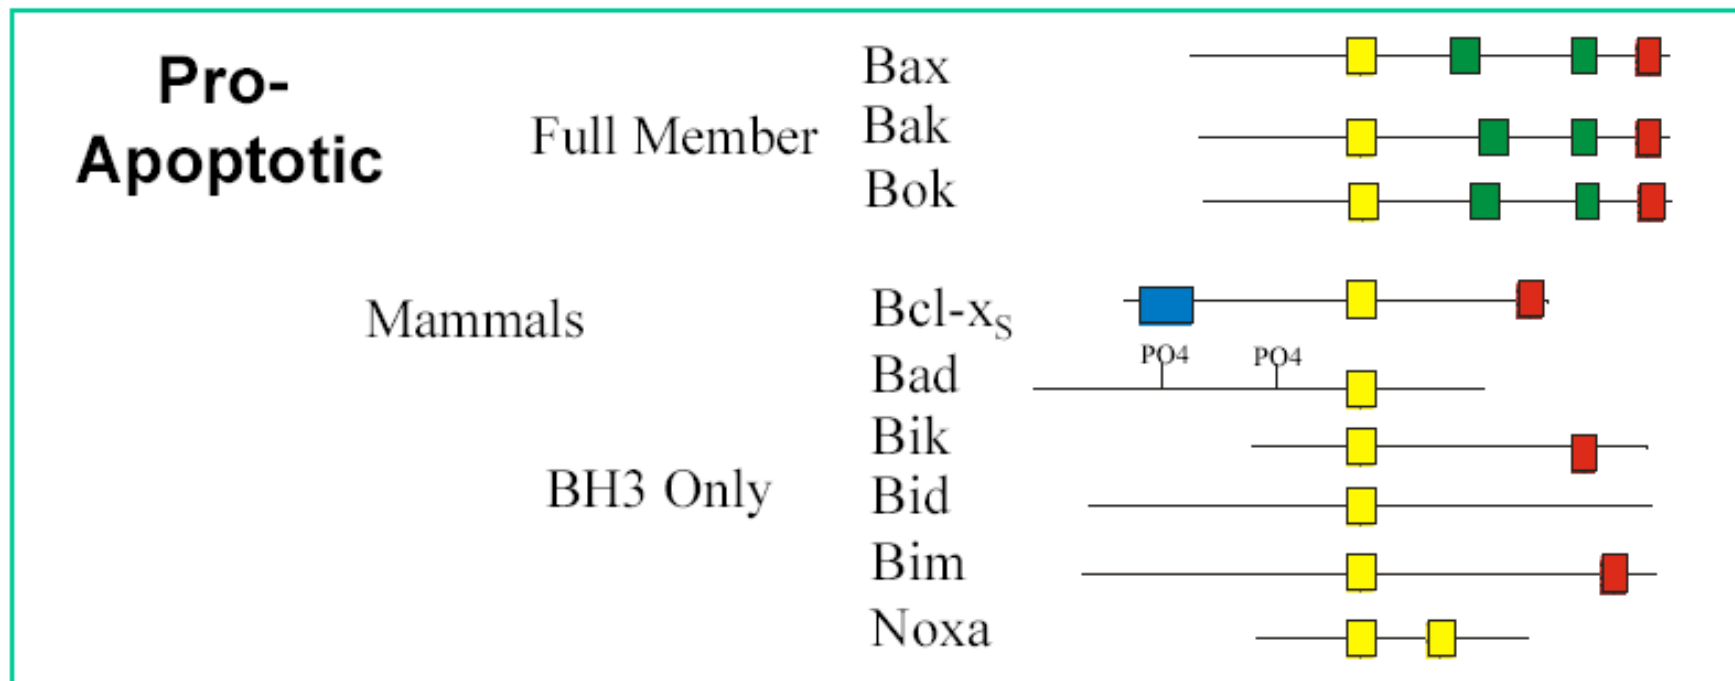 Pro-
Apoptotic
Full Member
Bax
Bak
Bok
Mammals
Bcl-xS
PO4 PO4
Bad
Bik
BH3 Only
Bid
Bim
Noxa